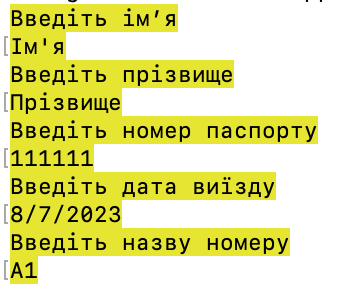 Введіть ім’я
Ім'я
Введіть прізвище
Прізвище
Введіть номер паспорту
111111
Введіть дата виїзду
8/7/2023
Введіть назву номеру
А1